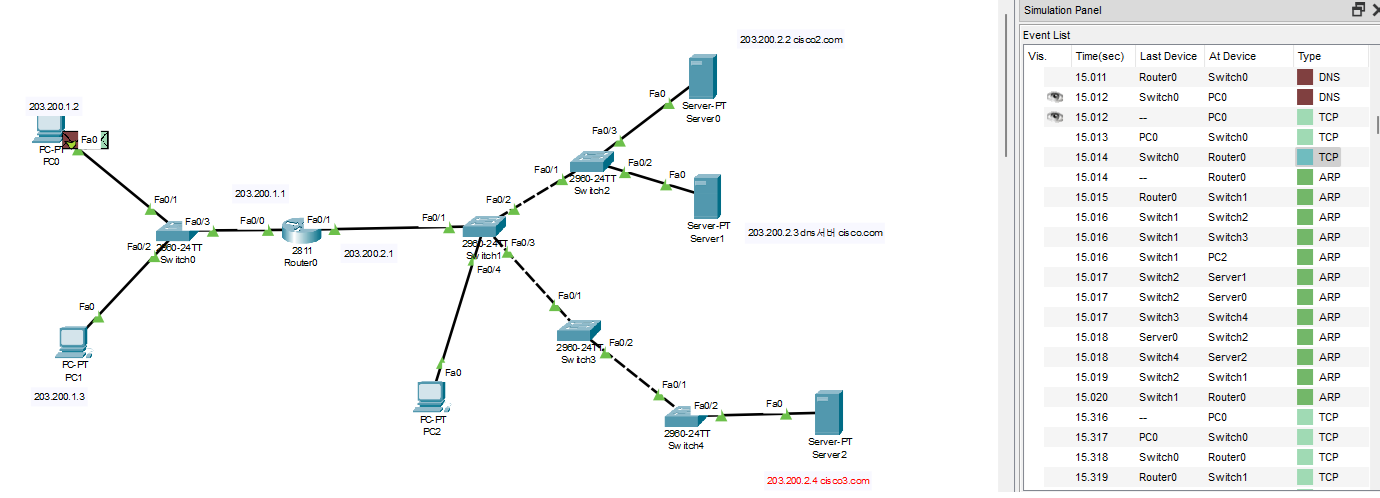 Simulation Panel
Event List
Vis. Time(sec) Last Device At Device Type
15.011 Router0 Switch0 DNS
15.012 Switch0 PC0 DNS
15.012 -- PC0 TCP
15.013 PC0 Switch0 TCP
15.014 Switch0 Router0 TCP
15.014 -- Router0 ARP
15.015 Router0 Switch1 ARP
15.016 Switch1 Switch2 ARP
15.016 Switch1 Switch3 ARP
15.016 Switch1 PC2 ARP
15.017 Switch2 Server1 ARP
15.017 Switch2 Server0 ARP
15.017 Switch3 Switch4 ARP
15.018 Server0 Switch2 ARP
15.018 Switch4 Server2 ARP
15.019 Switch2 Switch1 ARP
15.020 Switch1 Router0 ARP
15.316 -- PC0 TCP
15.317 PC0 Switch0 TCP
15.318 Switch0 Router0 TCP
15.319 Router0 Switch1 TCP
203.200.2.2 cisco2.com
Fa0
Server-PT
Server0
203.200.1.2
Fa0
PC-PT
PC0
Fa0/3
Fa0/1
Fa0/2
Fa0
2960-24TT
Switch2
Server-PT
Server1
203.200.2.3 dns서버 cisco.com
203.200.1.1
Fa0/1
Fa0/3
Fa0/0
Fa0/1
Fa0/1
Fa0/2
Fa0/2
2960-24TT
Switch0
2811
Router0
203.200.2.1
2960-24TT
Switch1
Fa0/3
Fa0/4
Fa0/1
Fa0
PC-PT
PC1
203.200.1.3
2960-24TT
Switch3
Fa0/2
Fa0
PC-PT
PC2
Fa0/1
Fa0/2
Fa0
2960-24TT
Switch4
Server-PT
Server2
203.200.2.4 cisco3.com